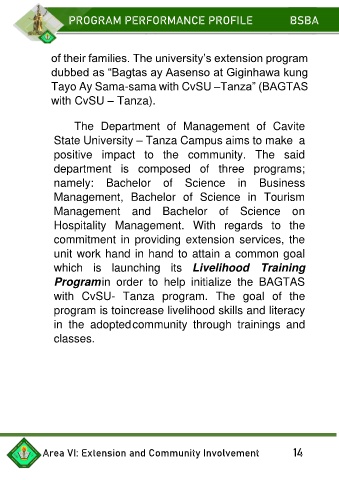 PROGRAM PERFORMANCE PROFILE BSBA
of their families. The university's extension program
dubbed as “Bagtas ay Aasenso at Giginhawa kung
Tayo Ay Sama-sama with CvSU –Tanza” (BAGTAS
with CvSU – Tanza).
The Department of Management of Cavite
State University – Tanza Campus aims to make a
positive impact to the community. The said
department is composed of three programs;
namely: Bachelor of Science in Business
Management, Bachelor of Science in Tourism
Management and Bachelor of Science on
Hospitality Management. With regards to the
commitment in providing extension services, the
unit work hand in hand to attain a common goal
which is launching its Livelihood Training
Programin order to help initialize the BAGTAS
with CvSU- Tanza program. The goal of the
program is toincrease livelihood skills and literacy
in the adoptedcommunity through trainings and
classes.
Area VI: Extension and Community Involvement 14